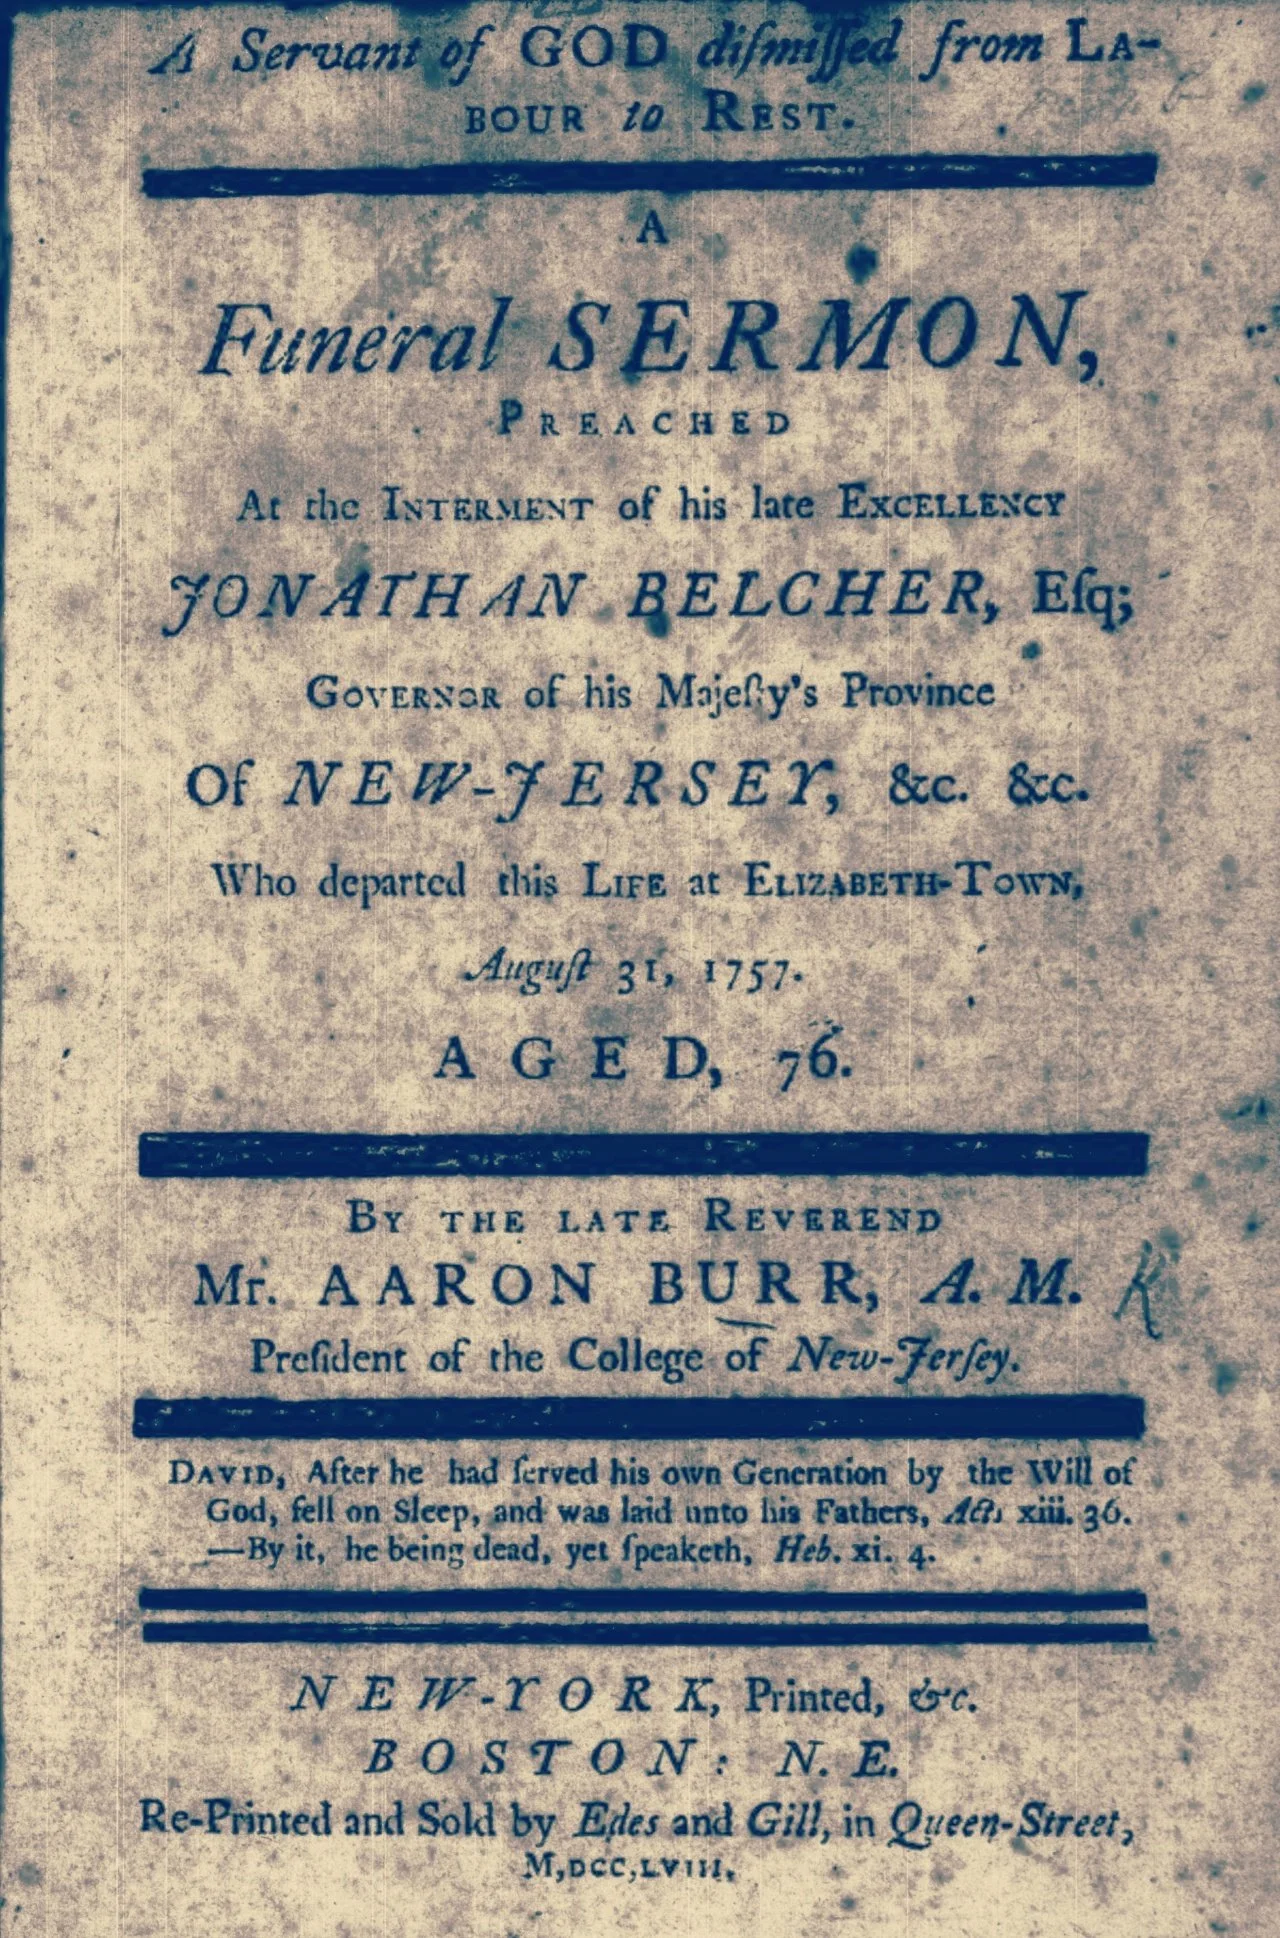 A Servant of GOD diſmiſſed from LA-
BOUR to REST.
A
Funeral SERMON,
PREACHED
At the INTERMENT of his late EXCELLENCY
JONATHAN BELCHER, Eſq;
GOVERNOR of his Majeſty's Province
Of NEW-JERSEY, &c. &c.
Who departed this LIFE at ELIZABETH-TOWN,
Auguſt 31, 1757.
AGED, 76.
BY THE LATE REVEREND
Mr. AARON BURR, A. M.
Preſident of the College of New-Jerſey.
DAVID, After he had ſerved his own Generation by the Will of
God, fell on Sleep, and was laid unto his Fathers, Acts xiii. 36.
—By it, he being dead, yet ſpeaketh, Heb. xi. 4.
NEW-YORK, Printed, &c.
BOSTON: N. E.
Re-Printed and Sold by Edes and Gill, in Queen-Street,
M,DCC,LVIII.